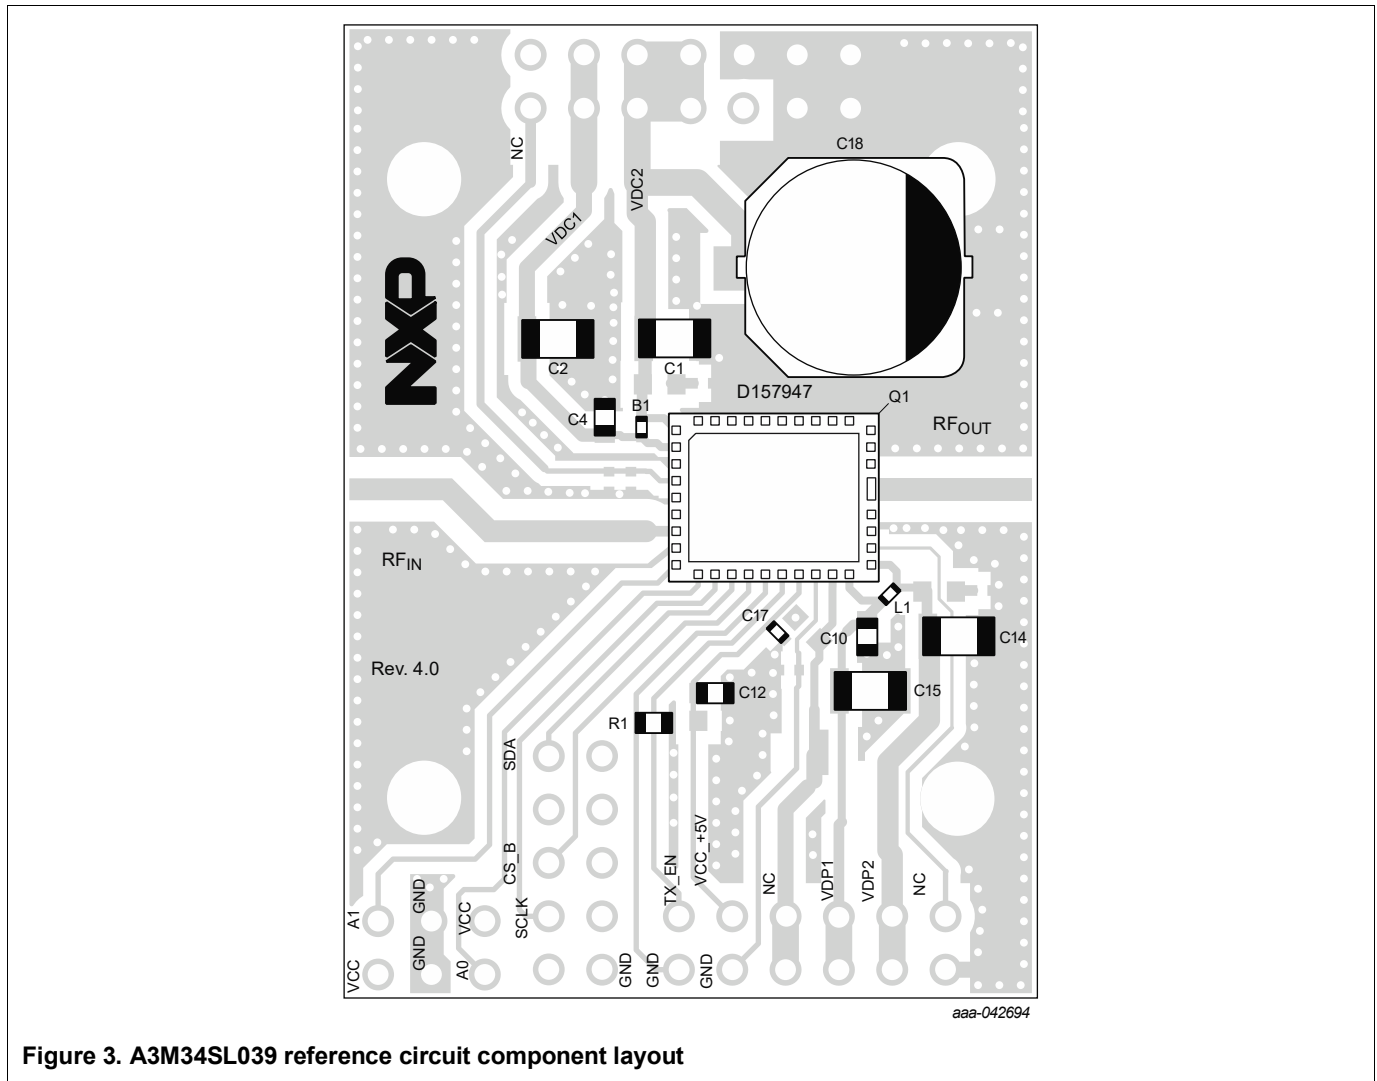 C18
NC
VDC2
VDC1
NXP
C2
C1
D157947
B1
Q1
C4
RFOUT
RFIN
L1
C17
C10
C14
Rev. 4.0
C12
C15
R1
SDA
VCC_+5V
CS_B
TX_EN
NC
VDP1
VDP2
NC
A1
GND
VCC
SCLK
VCC
GND
A0
GND
GND
GND
aaa-042694
Figure 3. A3M34SL039 reference circuit component layout